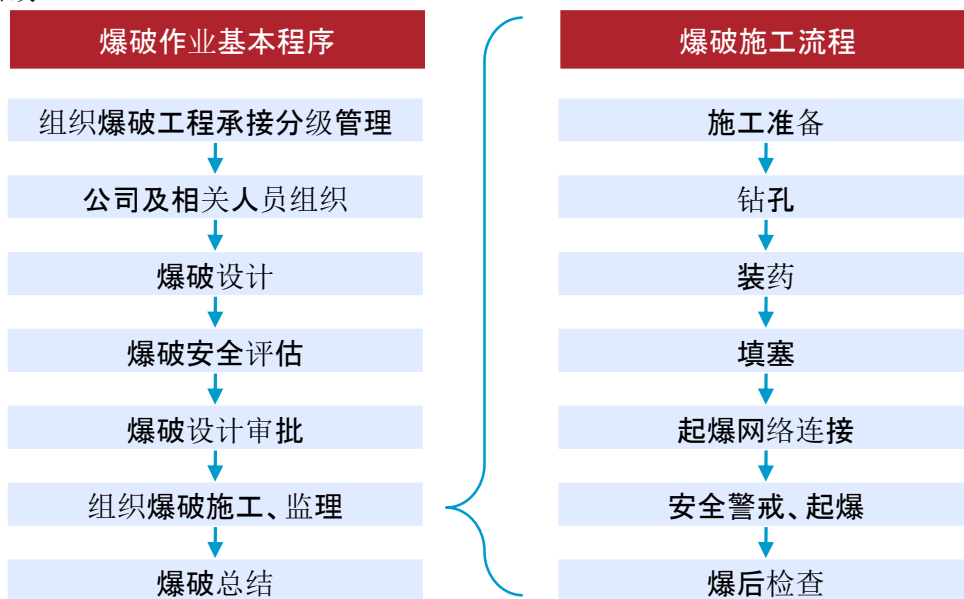 爆破作业基本程序
组织爆破工程承接分级管理
公司及相关人员组织
爆破设计
爆破安全评估
爆破设计审批
组织爆破施工、监理
爆破总结
爆破施工流程
施工准备
钻孔
装药
填塞
起爆网络连接
安全警戒、起爆
爆后检查